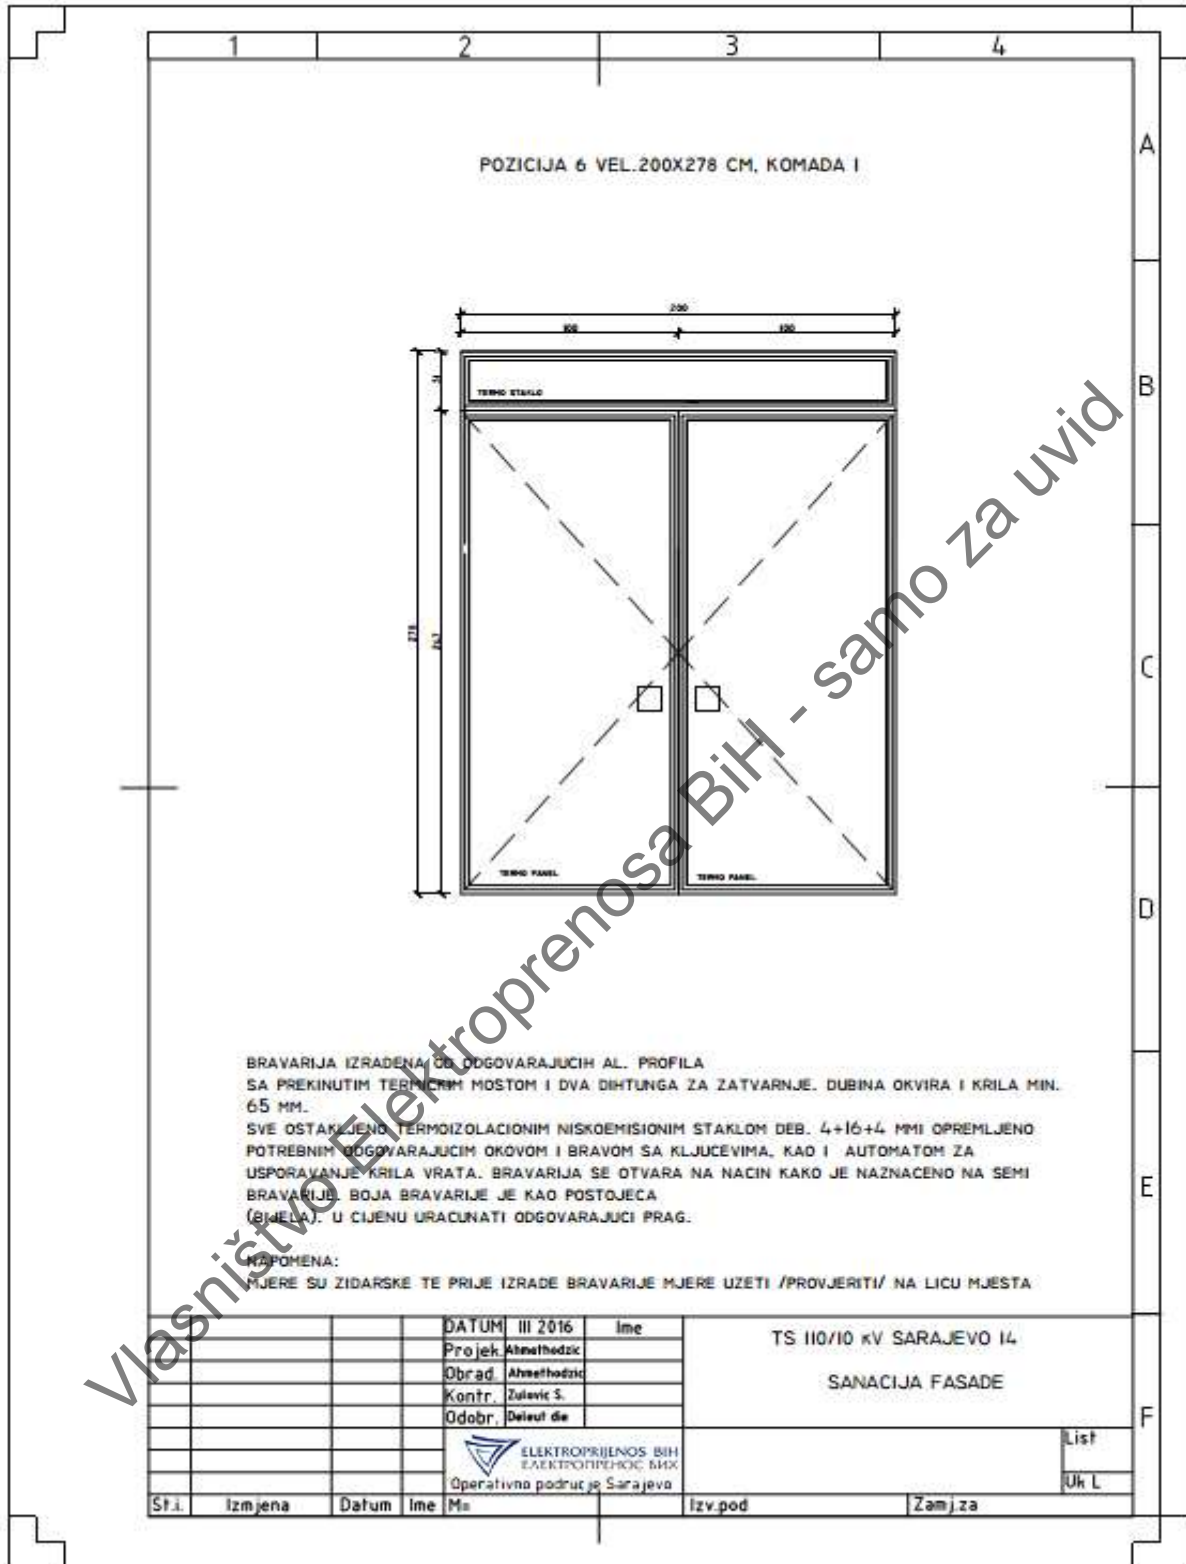 1 2 3 4
A
POZICIJA 6 VEL.200X278 CM, KOMADA 1
200
100 100
31
TERMO STAKLO
B
278
247
C
TERMO PANEL
TERMO PANEL
D
BRAVARIJA IZRADENA OD ODGOVARAJUCIH AL. PROFILA
SA PREKINUTIM TERMICKIM MOSTOM I DVA DIHTUNGA ZA ZATVARNJE. DUBINA OKVIRA I KRILA MIN.
65 MM.
SVE OSTAKLJENO TERMOIZOLACIONIM NISKOEMISIONIM STAKLOM DEB. 4+16+4 MMI OPREMLJENO
POTREBNIM ODGOVARAJUCIM OKOVOM I BRAVOM SA KLJUCEVIMA, KAO I AUTOMATOM ZA
USPORAVANJE KRILA VRATA. BRAVARIJA SE OTVARA NA NACIN KAKO JE NAZNACENO NA SEMI
BRAVARIJE. BOJA BRAVARIJE JE KAO POSTOJECA
(BIJELA). U CIJENU URACUNATI ODGOVARAJUCI PRAG.
E
NAPOMENA:
MJERE SU ZIDARSKE TE PRIJE IZRADE BRAVARIJE MJERE UZETI /PROVJERITI/ NA LICU MJESTA
DATUM III 2016 Ime
Projek. Ahmethodzic
Obrad. Ahmethodzic
Kontr. Zulovic S.
Odobr. Deleut die
TS 110/10 KV SARAJEVO 14
SANACIJA FASADE
F
ELEKTROPRIJENOS BIH
ЕЛЕКТРОПРЕНОС БИХ
Operativno podrucje Sarajevo
List
Uk L
St.i. Izmjena Datum Ime M= Izv.pod Zamj.za
Vlasništvo Elektroprenosa BiH - samo za uvid